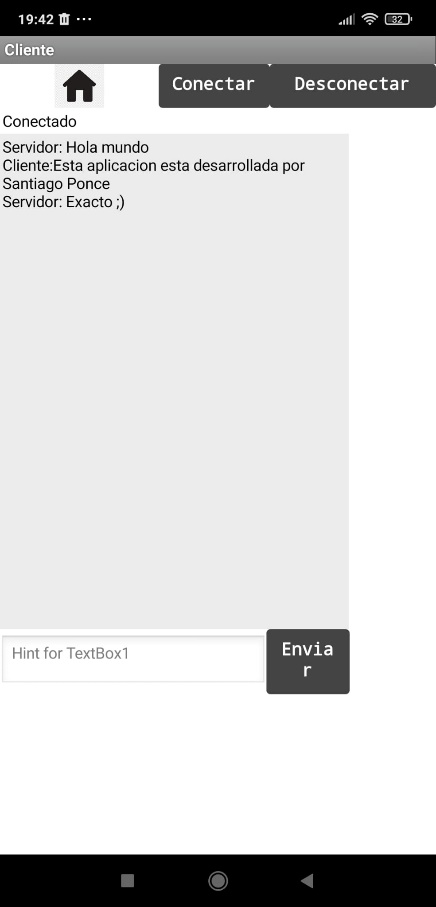 19:42 ...
32
Cliente
Conectar Desconectar
Conectado
Servidor: Hola mundo
Cliente:Esta aplicacion esta desarrollada por
Santiago Ponce
Servidor: Exacto ;)
Hint for TextBox1
Envia
r